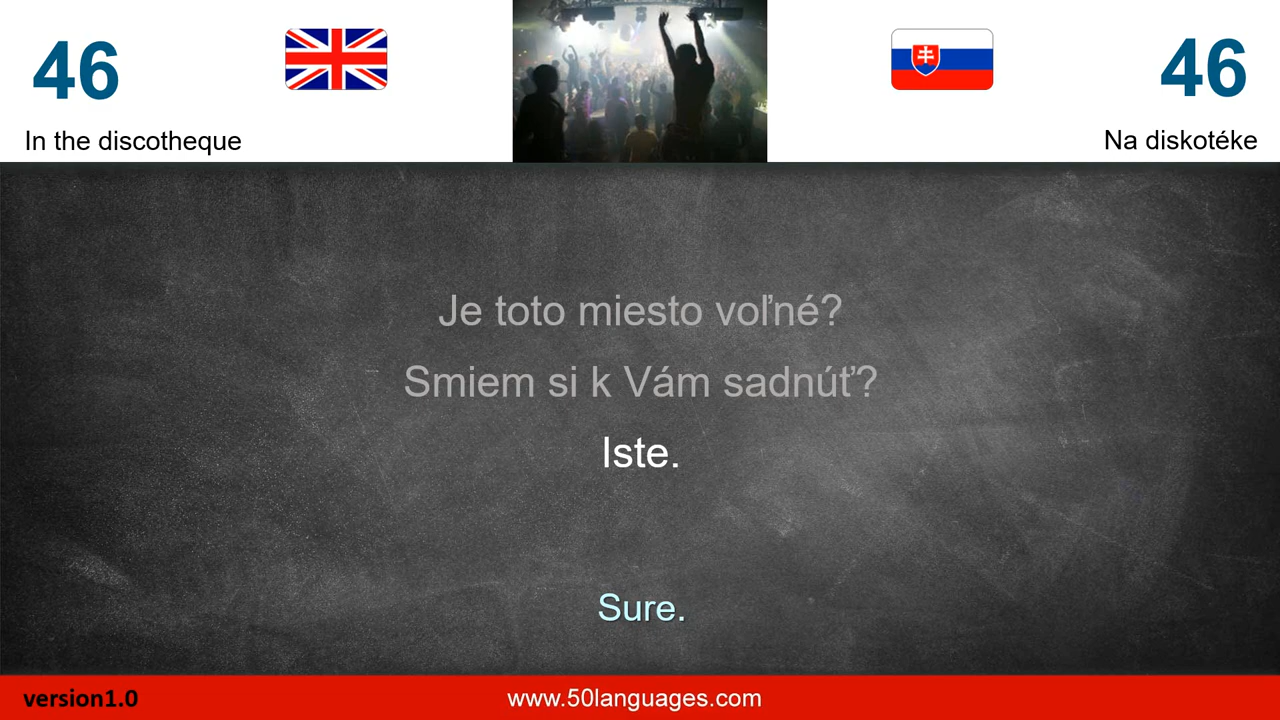 46
46
In the discotheque
Na diskotéke
Je toto miesto voľné?
Smiem si k Vám sadnúť?
Iste.
Sure.
version1.0
www.50languages.com